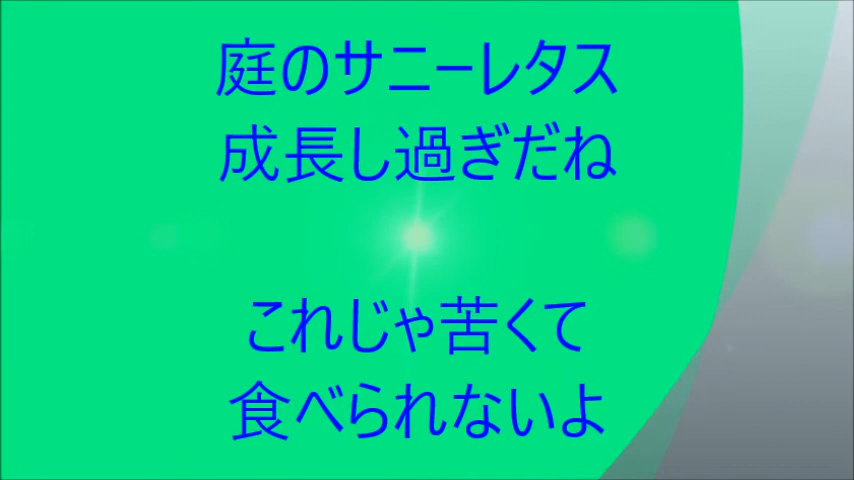 庭のサニーレタス
成長し過ぎだね
これじゃ苦くて
食べられないよ